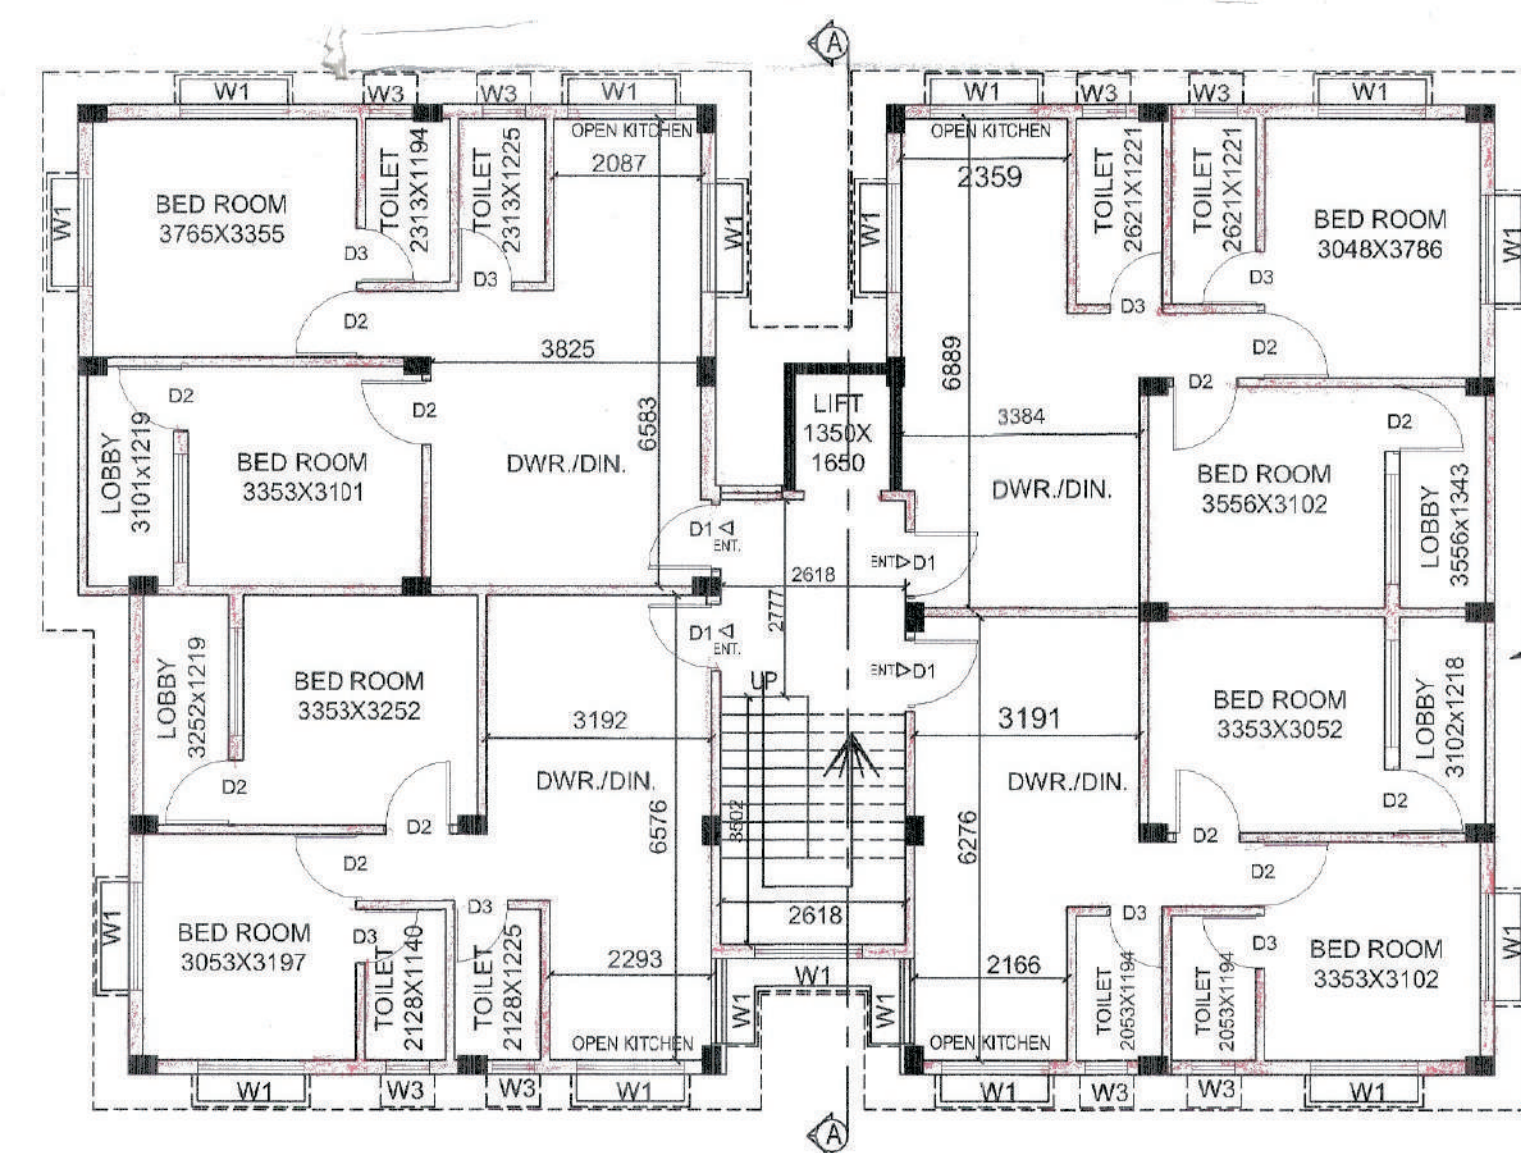 A
W1
W3
W3
W1
W1
W3
W3
W1
OPEN KITCHEN
OPEN KITCHEN
2087
2359
TOILET
2313X1194
TOILET
2313X1225
TOILET
2621X1221
TOILET
2621X1221
BED ROOM
3765X3355
BED ROOM
3048X3786
W1
W1
W1
W1
D3
D3
D3
D3
D2
D2
3825
6889
D2
D2
D2
D2
LIFT
1350X
1650
3384
6583
LOBBY
3101x1219
BED ROOM
3353X3101
DWR./DIN.
DWR./DIN.
BED ROOM
3556X3102
LOBBY
3556x1343
D1
ENT.
ENT
D1
2618
2777
D1
ENT.
ENT
D1
UP
LOBBY
3252x1219
BED ROOM
3353X3252
3192
3191
BED ROOM
3353X3052
LOBBY
3102x1218
DWR./DIN.
DWR./DIN.
D2
D2
D2
D2
D2
D2
6576
3502
6276
D3
D3
D3
D3
2618
W1
BED ROOM
3053X3197
TOILET
2128X1140
TOILET
2128X1225
2293
2166
TOILET
2053X1194
TOILET
2053X1194
BED ROOM
3353X3102
W1
W1
W1
W1
OPEN KITCHEN
OPEN KITCHEN
W1
W3
W3
W1
W1
W3
W3
W1
A